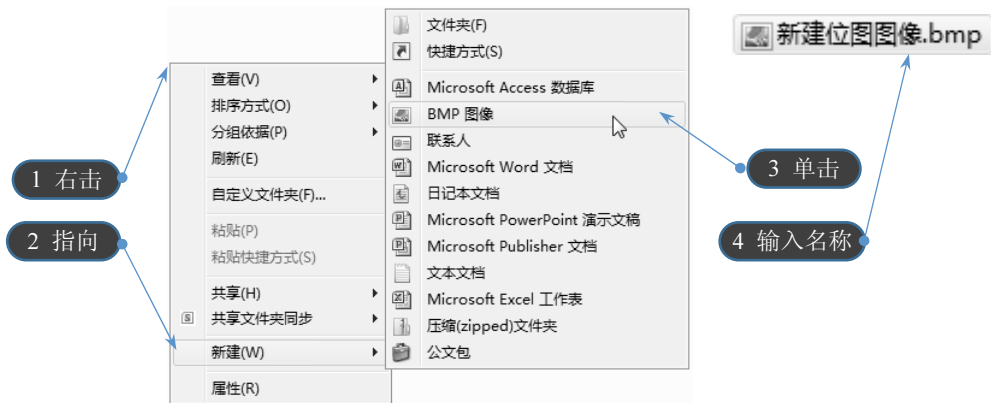 1 右击
2 指向
查看(V)
排序方式(O)
分组依据(P)
刷新(E)
自定义文件夹(F)...
粘贴(P)
粘贴快捷方式(S)
共享(H)
S 共享文件夹同步
新建(W)
属性(R)
文件夹(F)
快捷方式(S)
Microsoft Access 数据库
BMP 图像
联系人
Microsoft Word 文档
日记本文档
Microsoft PowerPoint 演示文稿
Microsoft Publisher 文档
文本文档
Microsoft Excel 工作表
压缩(zipped)文件夹
公文包
3 单击
新建位图图像.bmp
4 输入名称